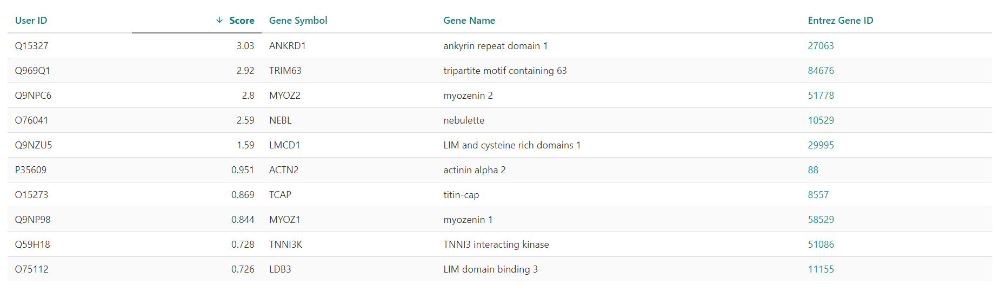 User ID ↓ Score Gene Symbol Gene Name Entrez Gene ID
Q15327 3.03 ANKRD1 ankyrin repeat domain 1 27063
Q969Q1 2.92 TRIM63 tripartite motif containing 63 84676
Q9NPC6 2.8 MYOZ2 myozenin 2 51778
O76041 2.59 NEBL nebulette 10529
Q9NZU5 1.59 LMCD1 LIM and cysteine rich domains 1 29995
P35609 0.951 ACTN2 actinin alpha 2 88
O15273 0.869 TCAP titin-cap 8557
Q9NP98 0.844 MYOZ1 myozenin 1 58529
Q59H18 0.728 TNNI3K TNNI3 interacting kinase 51086
O75112 0.726 LDB3 LIM domain binding 3 11155